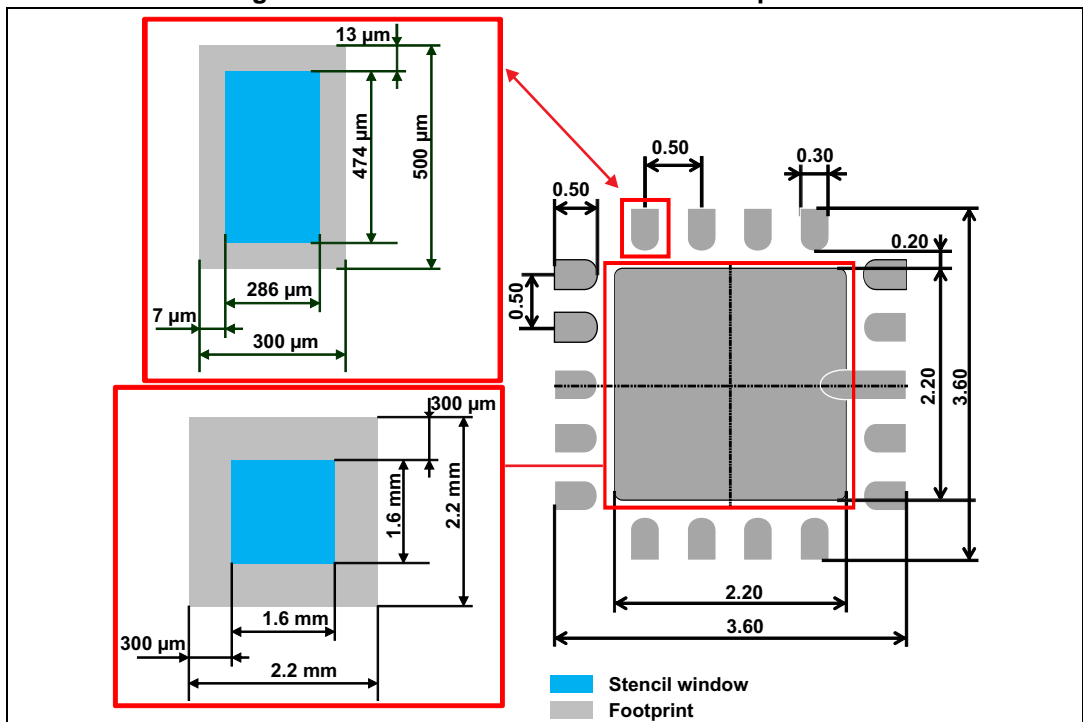 13 µm
474 µm
500 µm
286 µm
7 µm
300 µm
300 µm
1.6 mm
2.2 mm
1.6 mm
300 µm
2.2 mm
0.50
0.30
0.50
0.20
0.50
2.20
3.60
2.20
3.60
Stencil window
Footprint